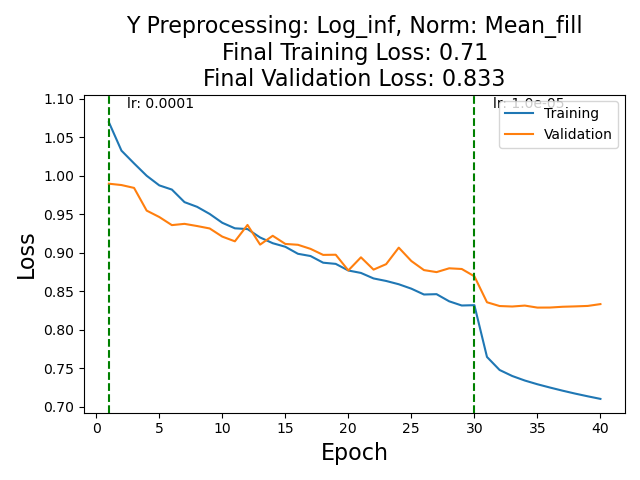 Y Preprocessing: Log_inf, Norm: Mean_fill
Final Training Loss: 0.71
Final Validation Loss: 0.833
lr: 0.0001
lr: 1.0e-05
Training
Validation
1.10
1.05
1.00
0.95
0.90
0.85
0.80
0.75
0.70
Loss
0 5 10 15 20 25 30 35 40
Epoch